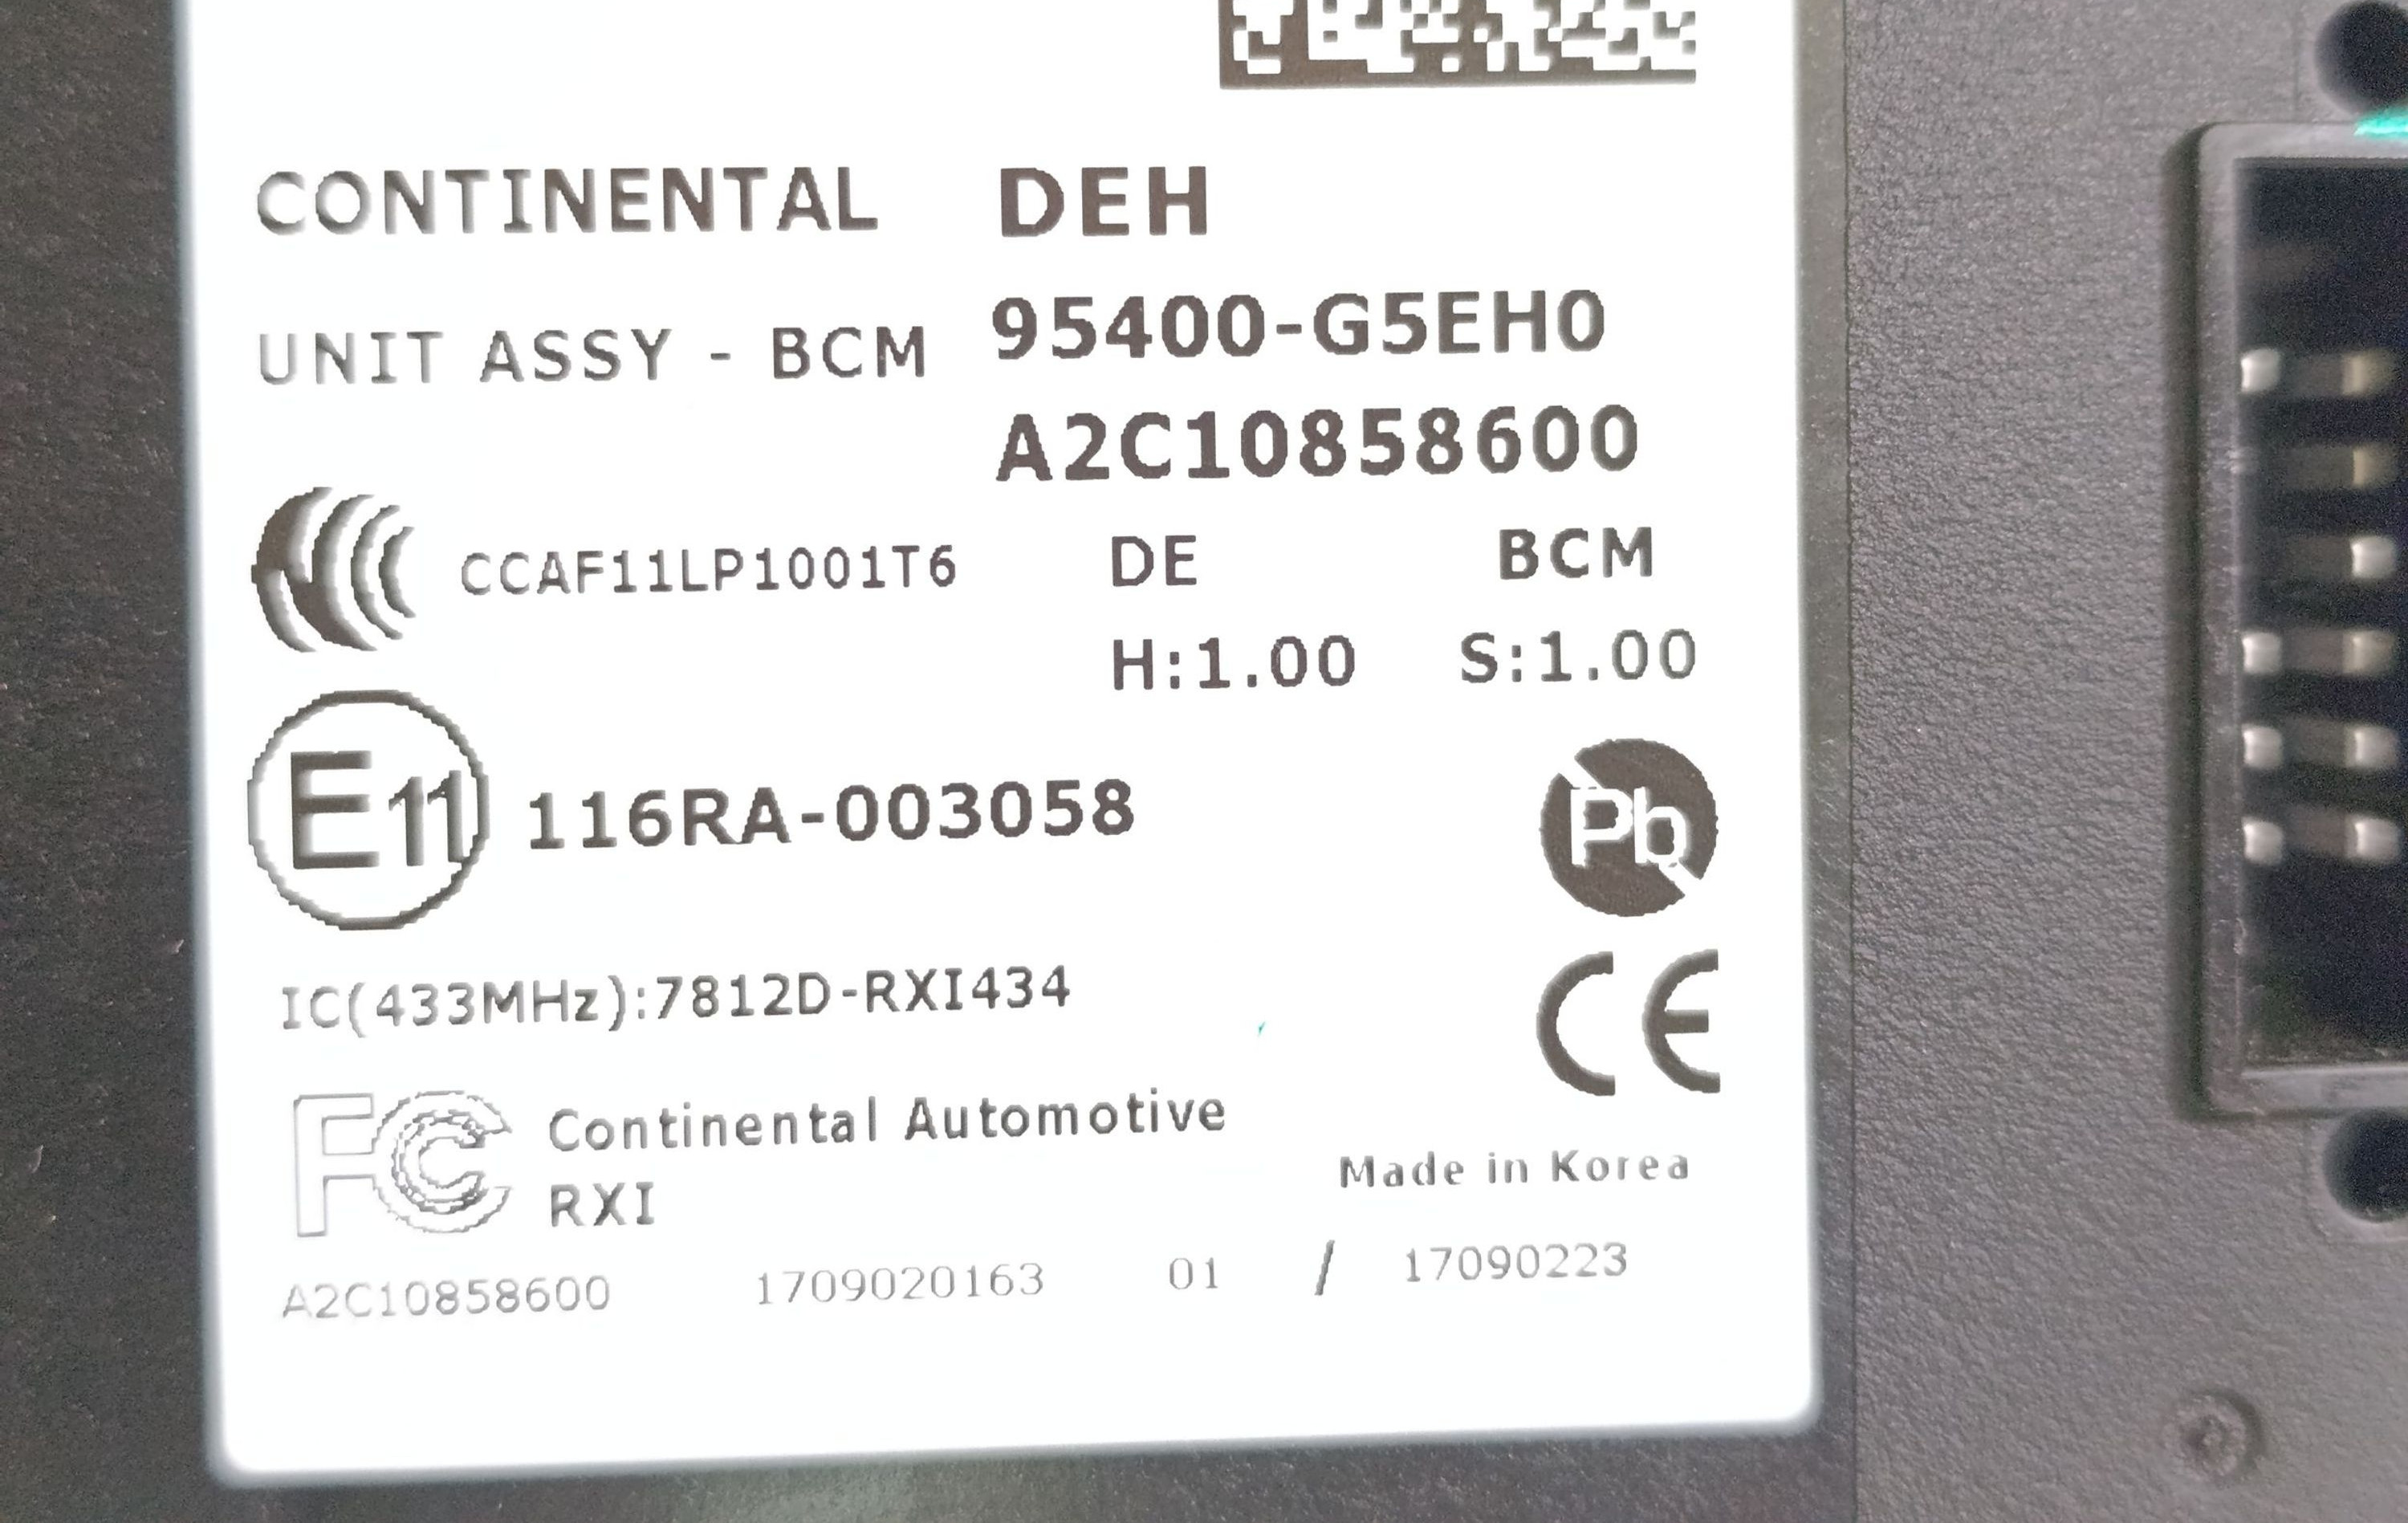 CONTINENTAL DEH
UNIT ASSY - BCM 95400-G5EH0
A2C10858600
CCAF11LP1001T6 DE BCM
H:1.00 S:1.00
E11 116RA-003058
Pb
IC(433MHz):7812D-RXI434
CE
FC Continental Automotive
RXI
Made in Korea
A2C10858600 1709020163 01 / 17090223